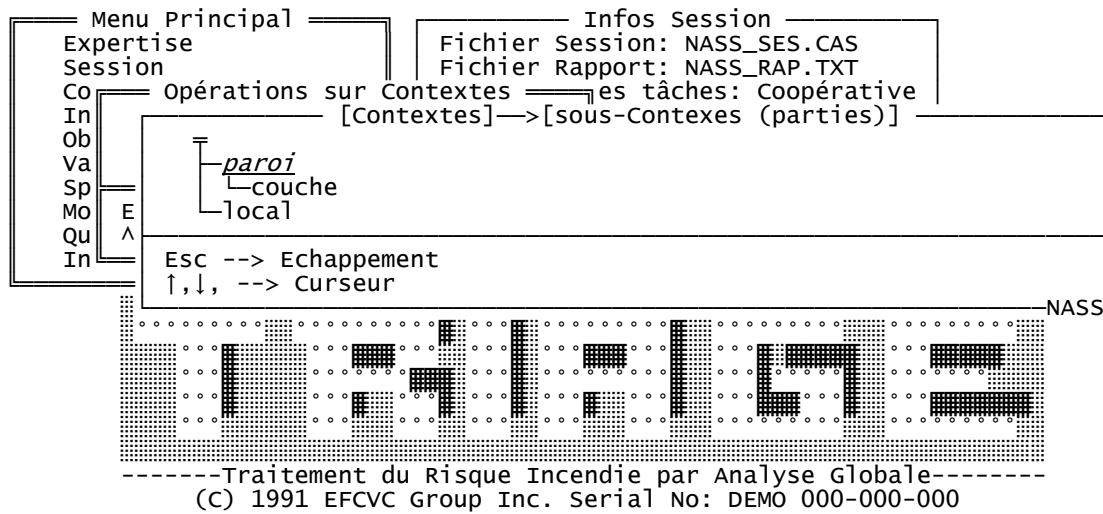 Menu Principal Infos Session
Expertise Fichier Session: NASS_SES.CAS
Session Fichier Rapport: NASS_RAP.TXT
Co Opérations sur Contextes es tâches: Coopérative
In [Contextes]—>[sous-Contexes (parties)]
Ob
Va paroi
Sp couche
Mo E local
Qu ^
In Esc --> Echappement
↑,↓, --> Curseur
NASS
TRIAGE
-------Traitement du Risque Incendie par Analyse Globale--------
(C) 1991 EFCVC Group Inc. Serial No: DEMO 000-000-000